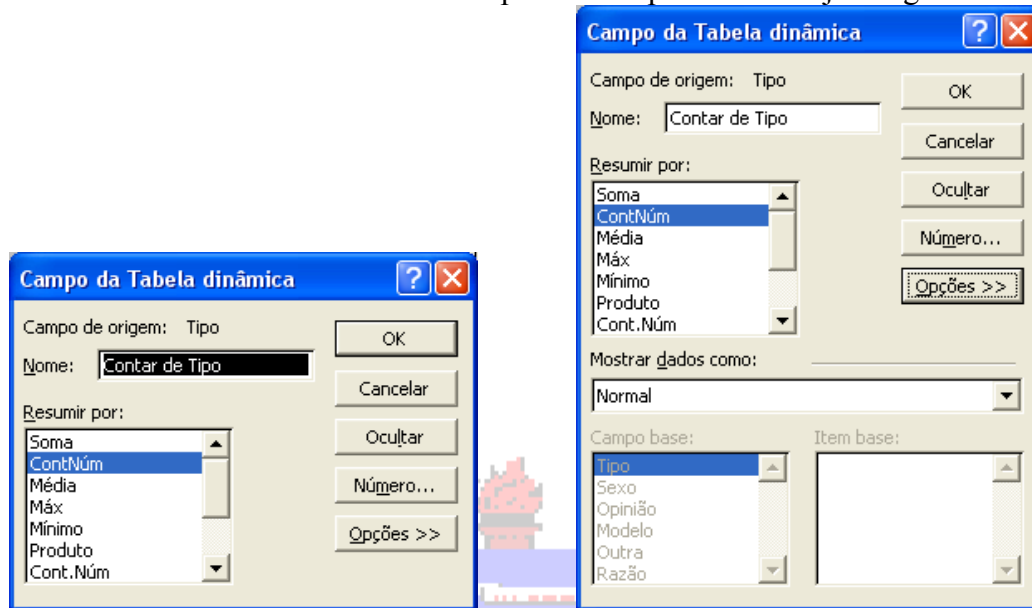 Campo da Tabela dinâmica
Campo de origem: Tipo
Nome: Contar de Tipo
Resumir por:
Soma
ContNúm
Média
Máx
Mínimo
Produto
Cont.Núm
OK
Cancelar
Ocultar
Número...
Opções >>
Campo da Tabela dinâmica
Campo de origem: Tipo
Nome: Contar de Tipo
Resumir por:
Soma
ContNúm
Média
Máx
Mínimo
Produto
Cont.Núm
OK
Cancelar
Ocultar
Número...
Opções >>
Mostrar dados como:
Normal
Campo base:
Tipo
Sexo
Opinião
Modelo
Outra
Razão
Item base: